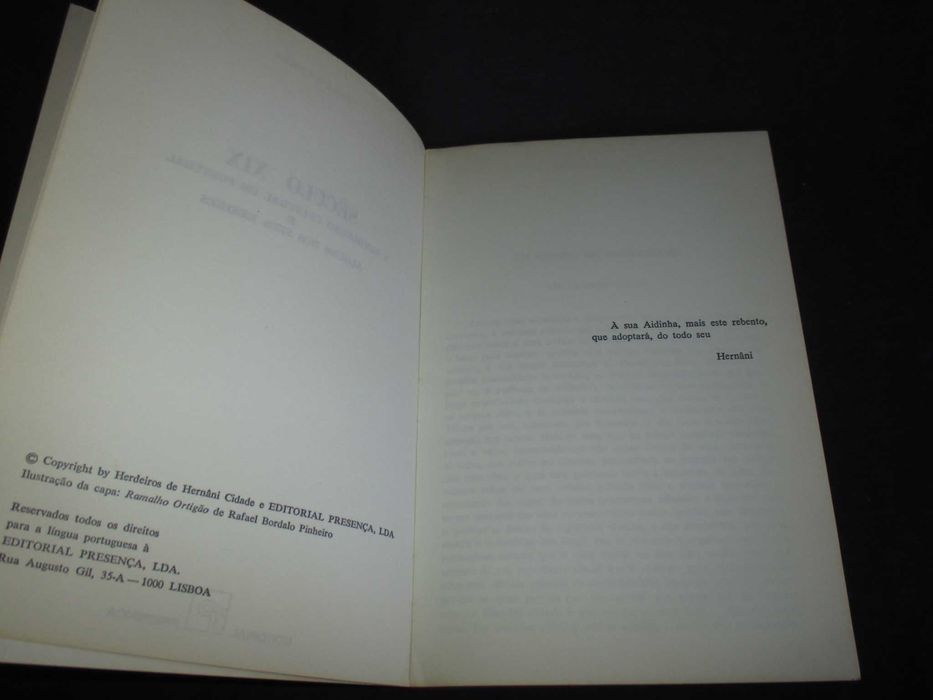 © Copyright by Herdeiros de Hernâni Cidade e EDITORIAL PRESENÇA, LDA
Ilustração da capa: Ramalho Ortigão de Rafael Bordalo Pinheiro
Reservados todos os direitos
para a língua portuguesa à
EDITORIAL PRESENÇA, LDA.
Rua Augusto Gil, 35-A — 1000 LISBOA
À sua Aidinha, mais este rebento,
que adoptará, do todo seu
Hernâni